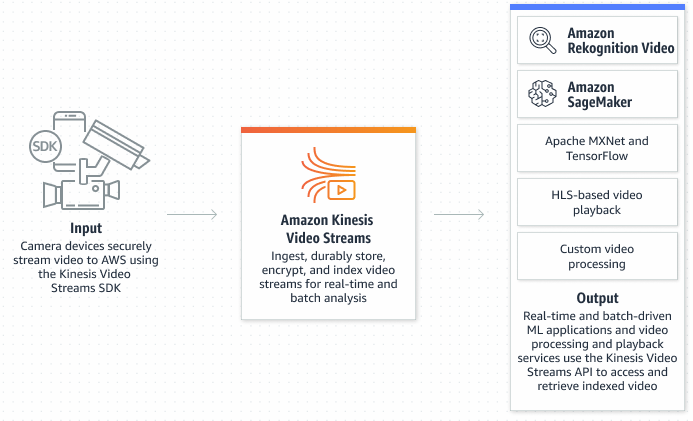 SDK
Input
Camera devices securely
stream video to AWS using
the Kinesis Video
Streams SDK
Amazon Kinesis
Video Streams
Ingest, durably store,
encrypt, and index video
streams for real-time and
batch analysis
Amazon
Rekognition Video
Amazon
SageMaker
Apache MXNet and
TensorFlow
HLS-based video
playback
Custom video
processing
Output
Real-time and batch-driven
ML applications and video
processing and playback
services use the Kinesis Video
Streams API to access and
retrieve indexed video